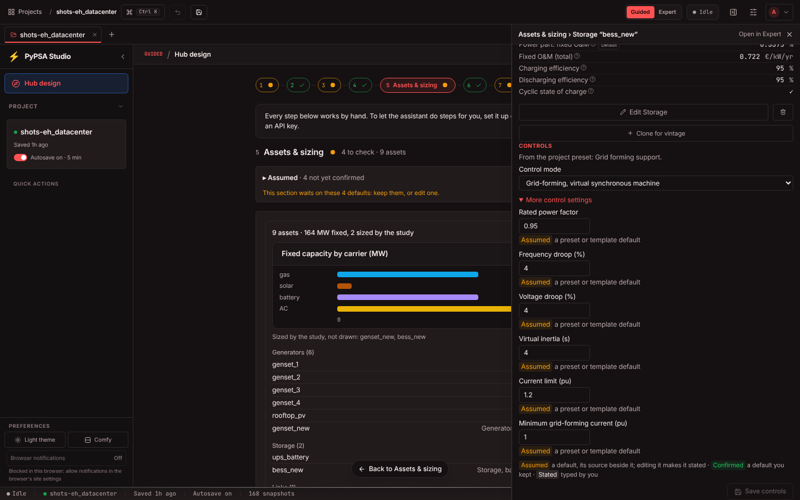 Projects / shots-eh_datacenter ⌘ Ctrl K
Guided Expert Idle A
shots-eh_datacenter
PyPSA Studio
Hub design
PROJECT
shots-eh_datacenter
Saved 1h ago
Autosave on · 5 min
QUICK ACTIONS
PREFERENCES
Light theme Comfy
Browser notifications Off
Blocked in this browser: allow notifications in the
browser's site settings
GUIDED / Hub design
1 2 3 4 5 Assets & sizing 6 7
Every step below works by hand. To let the assistant do steps for you, set it up
an API key.
5 Assets & sizing 4 to check · 9 assets
▸ Assumed · 4 not yet confirmed
This section waits on these 4 defaults: keep them, or edit one.
9 assets · 164 MW fixed, 2 sized by the study
Fixed capacity by carrier (MW)
gas
solar
battery
AC
0
Sized by the study, not drawn: genset_new, bess_new
Generators (6)
genset_1
genset_2
genset_3
genset_4
rooftop_pv
genset_new
Storage (2)
ups_battery
bess_new Storage, ba
← Back to Assets & sizing
Assets & sizing › Storage "bess_new" Open in Expert ✕
Fixed O&M (total) 0.722 €/kW/yr
Charging efficiency 95 %
Discharging efficiency 95 %
Cyclic state of charge ✓
Edit Storage
+ Clone for vintage
CONTROLS
From the project preset: Grid forming support.
Control mode
Grid-forming, virtual synchronous machine
▼ More control settings
Rated power factor
0.95
Assumed a preset or template default
Frequency droop (%)
4
Assumed a preset or template default
Voltage droop (%)
4
Assumed a preset or template default
Virtual inertia (s)
4
Assumed a preset or template default
Current limit (pu)
1.2
Assumed a preset or template default
Minimum grid-forming current (pu)
1
Assumed a preset or template default
Assumed a default, its source beside it; editing it makes it stated · Confirmed a default you
kept · Stated typed by you
Save controls
Idle shots-eh_datacenter Saved 1h ago Autosave on 168 snapshots